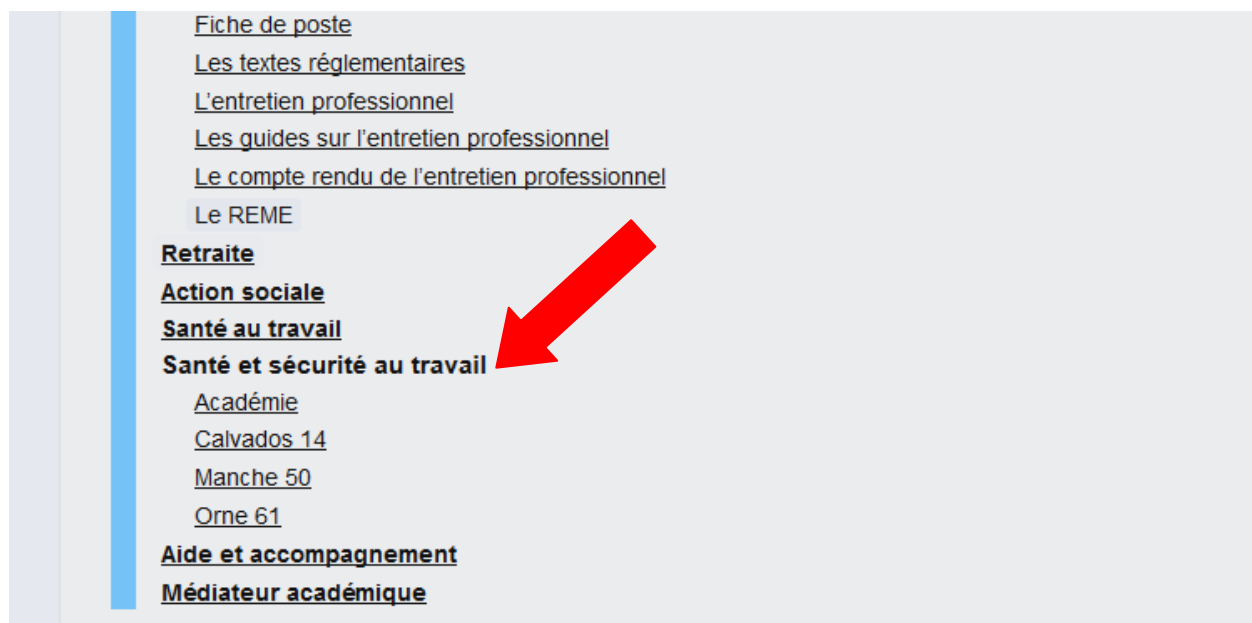 Fiche de poste
Les textes réglementaires
L'entretien professionnel
Les guides sur l'entretien professionnel
Le compte rendu de l'entretien professionnel
Le REME
Retraite
Action sociale
Santé au travail
Santé et sécurité au travail
Académie
Calvados 14
Manche 50
Orne 61
Aide et accompagnement
Médiateur académique